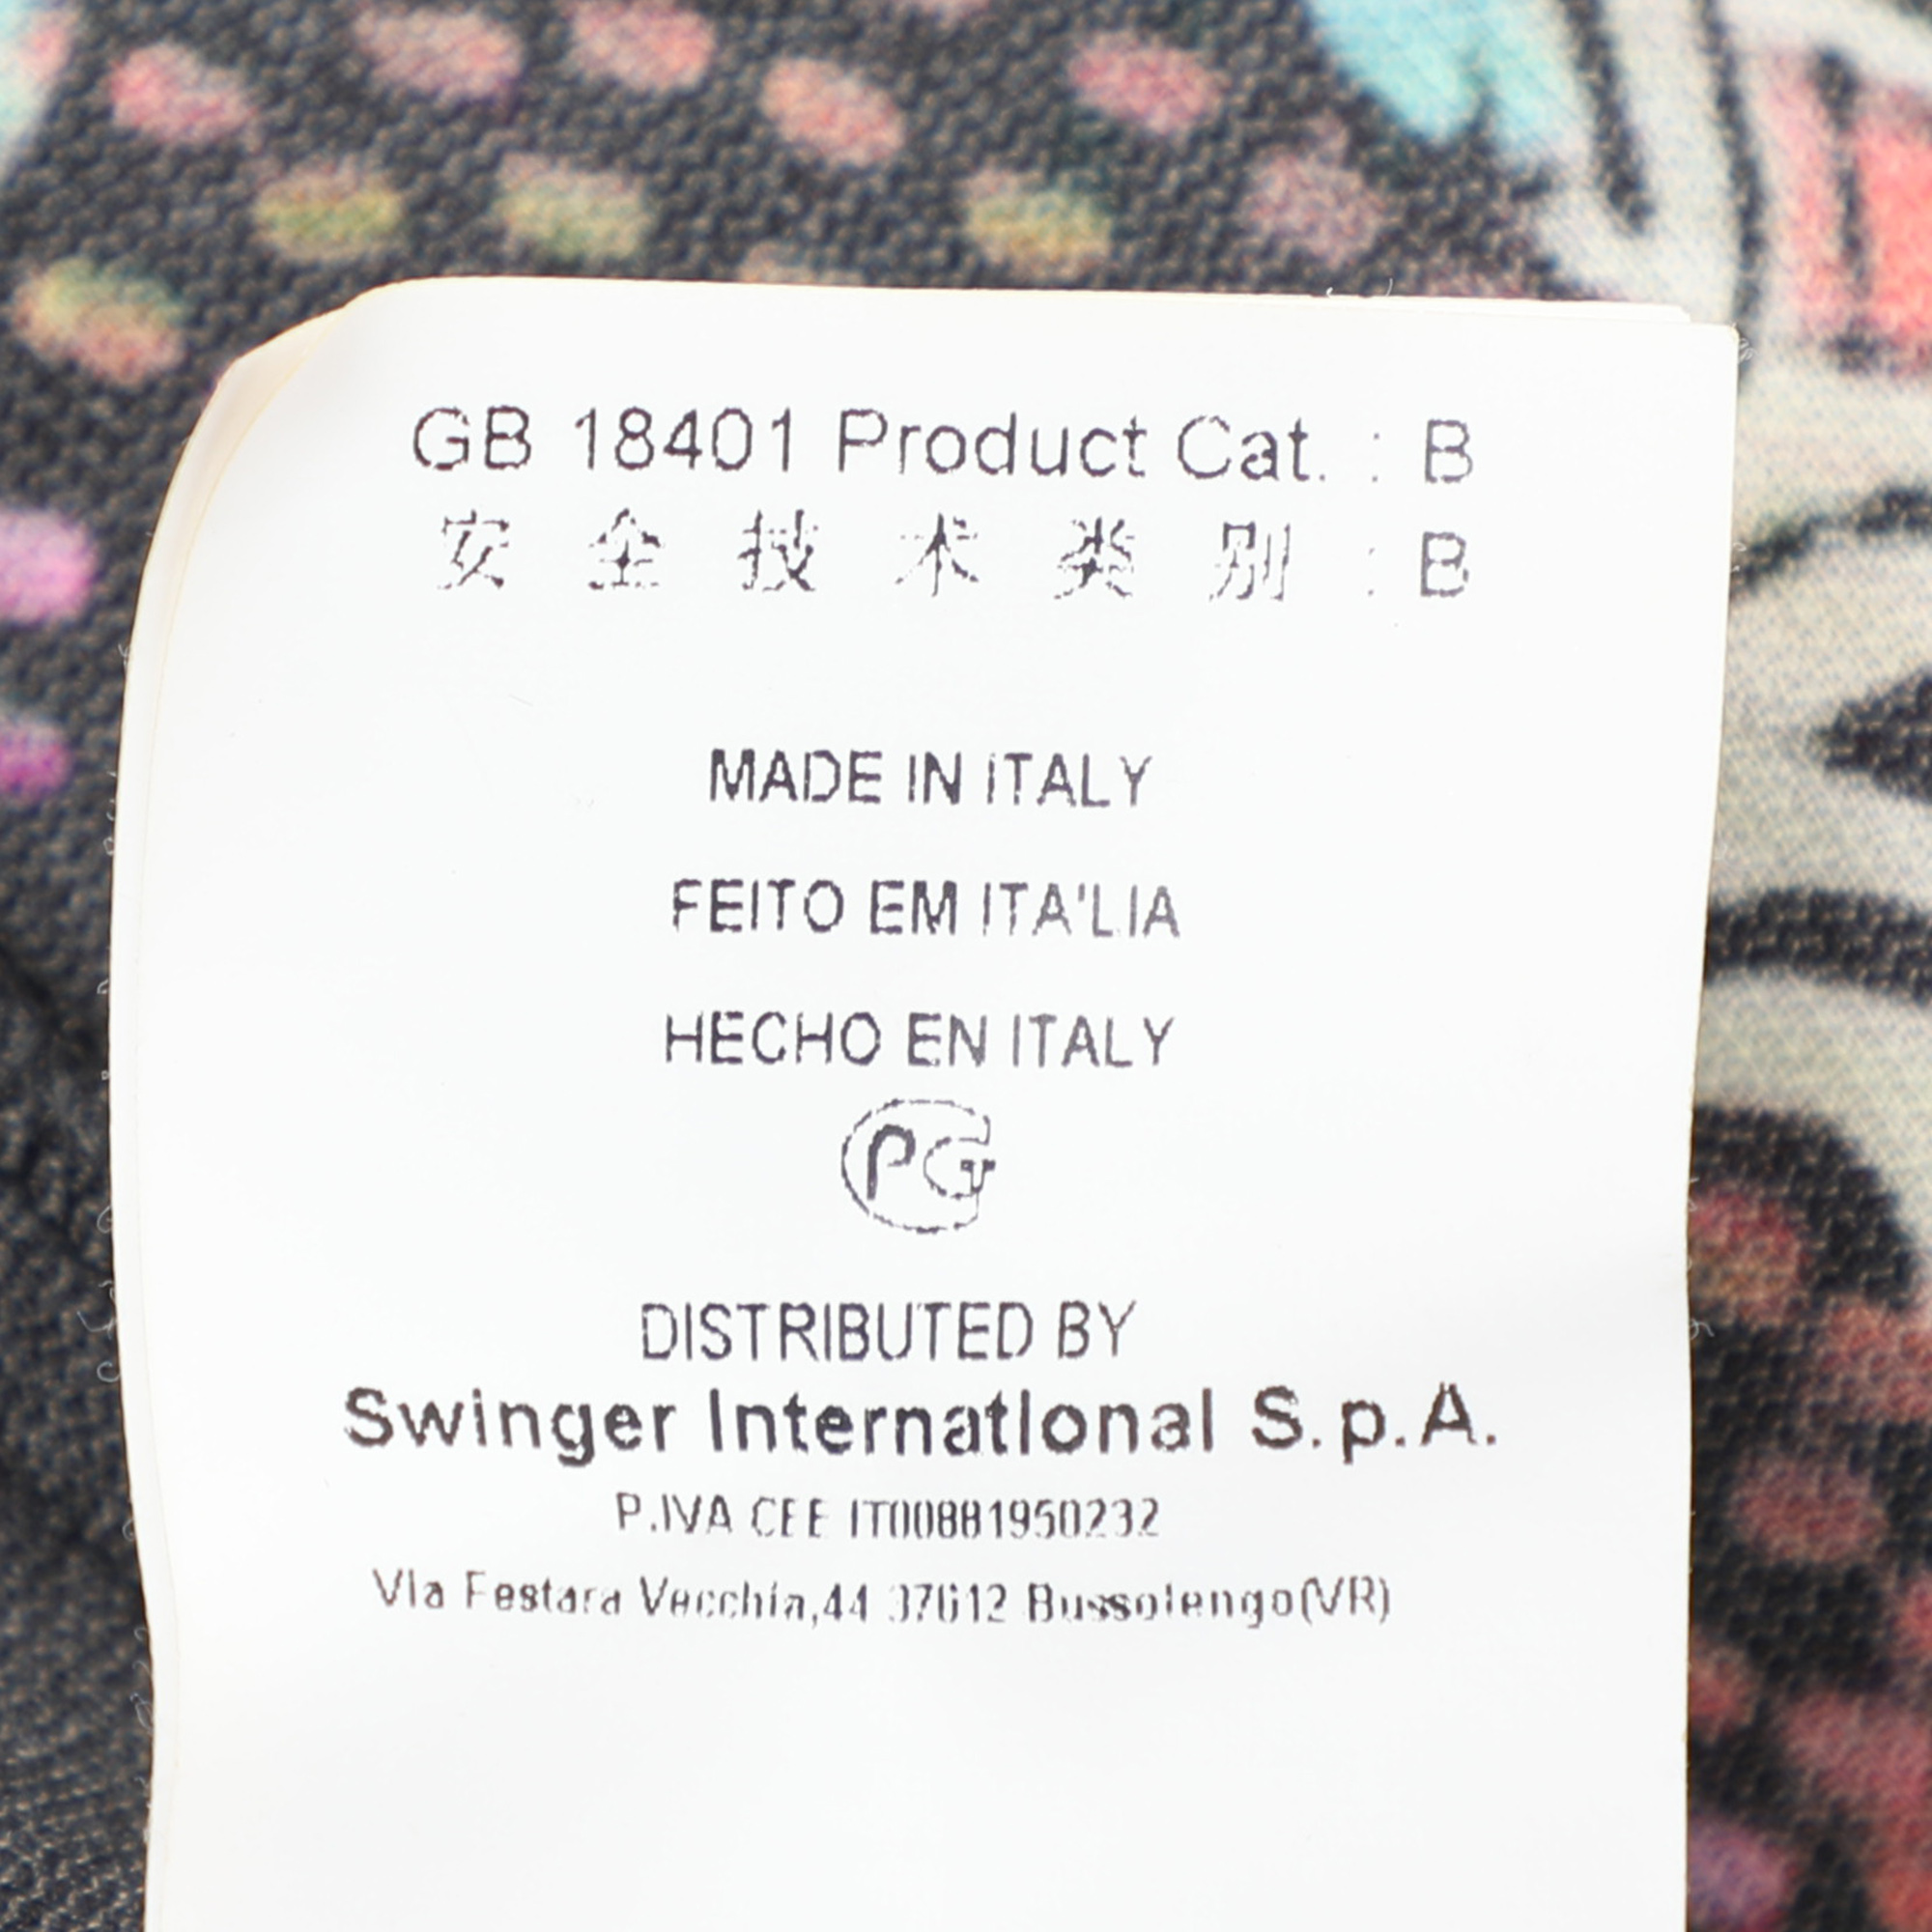 GB 18401 Product Cat. : B
安全技术类别 : B
MADE IN ITALY
FEITO EM ITA'LIA
HECHO EN ITALY
PG
DISTRIBUTED BY
Swinger International S.p.A.
P.IVA CEE IT00881950232
Via Festara Vecchia,44 37012 Bussolengo(VR)